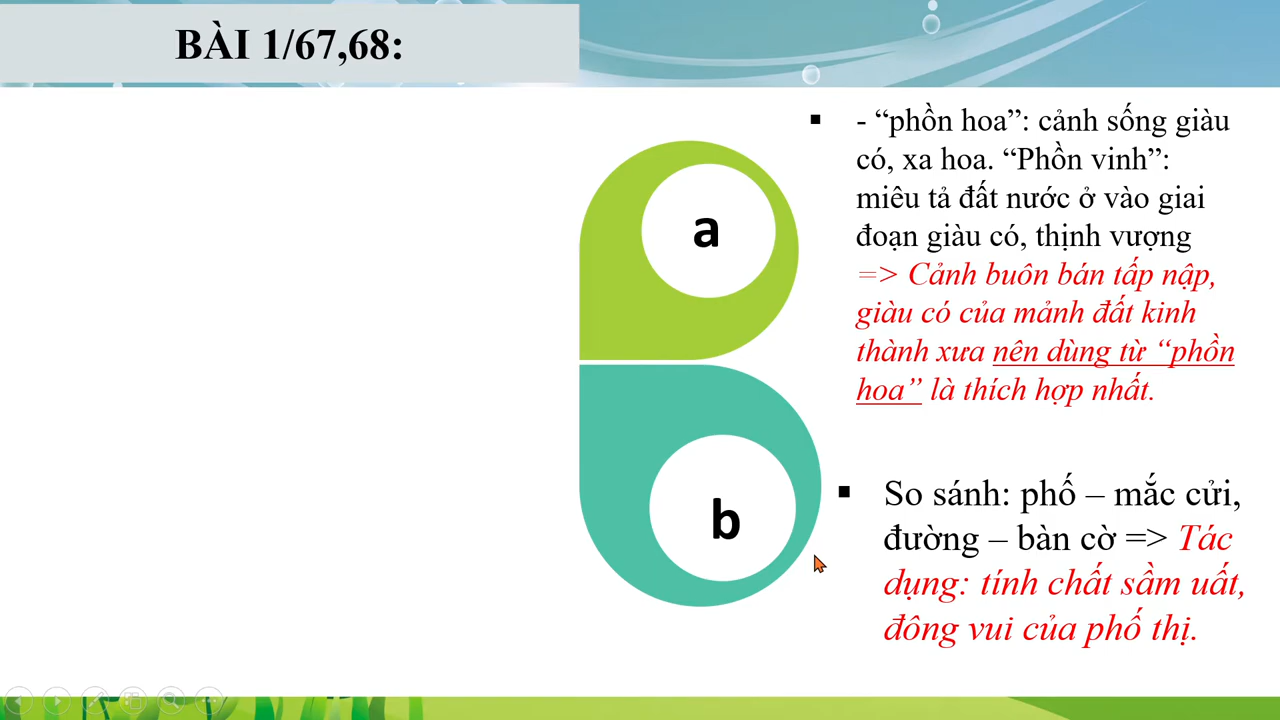 BÀI 1/67,68:
a
▪ - “phồn hoa”: cảnh sống giàu
có, xa hoa. “Phồn vinh”:
miêu tả đất nước ở vào giai
đoạn giàu có, thịnh vượng
=> Cảnh buôn bán tấp nập,
giàu có của mảnh đất kinh
thành xưa nên dùng từ “phồn
hoa” là thích hợp nhất.
b
▪ So sánh: phố – mắc cửi,
đường – bàn cờ => Tác
dụng: tính chất sầm uất,
đông vui của phố thị.